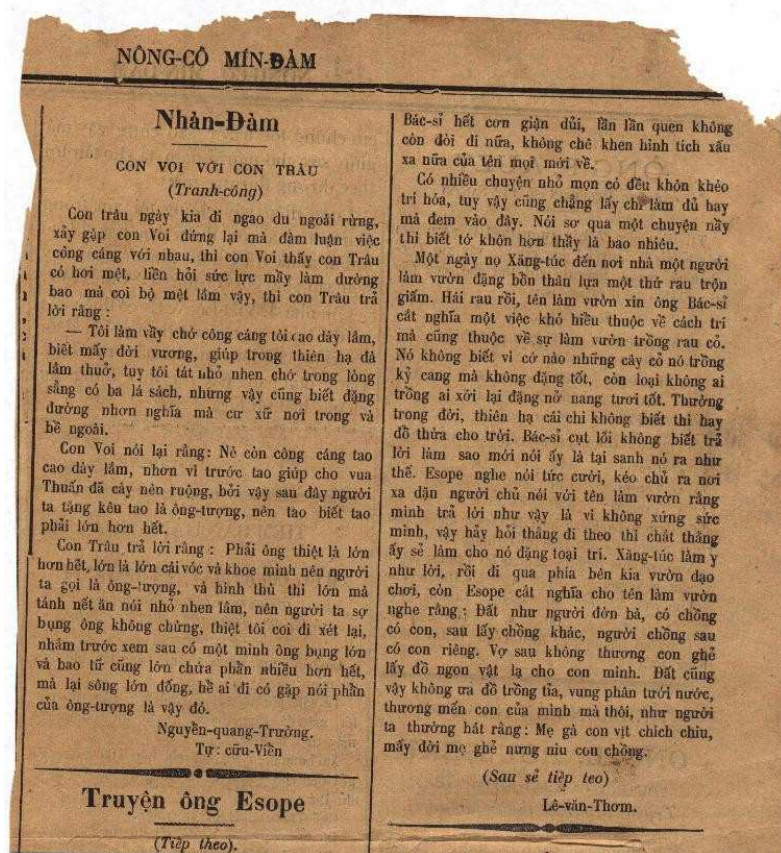 NÔNG-CỔ MÍN-ĐÀM
Nhàn-Đàm
CON VOI VỚI CON TRÂU
(Tranh-công)
Con trâu ngày kia đi ngao du ngoài rừng,
xảy gặp con Voi đứng lại mà đàm luận việc
công cáng với nhau, thì con Voi thấy con Trâu
có hơi mệt, liền hỏi sức lực mầy làm dường
bao mà coi bộ mệt lắm vậy, thì con Trâu trả
lời rằng :
— Tôi làm vầy chớ công cáng tôi cao dày lắm,
biết mấy đời vương, giúp trong thiên hạ đà
lắm thuở, tuy tôi tát nhỏ nhen chớ trong lòng
sẳng có ba lá sách, nhưng vậy cũng biết đặng
đường nhơn nghĩa mà cư xữ nơi trong và
bề ngoài.
Con Voi nói lại rằng: Nè còn công cáng tao
cao dày lắm, nhơn vì trước tao giúp cho vua
Thuấn đã cày nên ruộng, bởi vậy sau đây người
ta tặng kêu tao là ông-tượng, nên tao biết tao
phải lớn hơn hết.
Con Trâu trả lời rằng : Phải ông thiệt là lớn
hơn hết, lớn là lớn cái vóc và khoe mình nên người
ta gọi là ông-tượng, và hình thù thì lớn mà
tánh nết ăn nói nhỏ nhen lắm, nên người ta sợ
bụng ông không chừng, thiệt tôi coi đi xét lại,
nhắm trước xem sau có một mình ông bụng lớn
và bao tử cũng lớn chứa phần nhiều hơn hết,
mà lại sông lớn đống, hể ai đi có gặp nói phần
của ông-tượng là vậy đó.
Nguyễn-quang-Trường.
Tự : cữu-Viễn
Truyện ông Esope
(Tiếp theo).
Bác-sĩ hết cơn giận dủi, lần lần quen không
còn đòi đi nữa, không chê khen hình tích xấu
xa nữa của tên mọi mới về.
Có nhiều chuyện nhỏ mọn có đều khôn khéo
trí hóa, tuy vậy cũng chẳng lấy chi làm đủ hay
mà đem vào đây. Nói sơ qua một chuyện nầy
thì biết tớ khôn hơn thầy là bao nhiêu.
Một ngày nọ Xăng-túc đến nơi nhà một người
làm vườn đặng bổn thân lựa một thứ rau trộn
giấm. Hái rau rồi, tên làm vườn xin ông Bác-sĩ
cắt nghĩa một việc khó hiểu thuộc về cách trí
mà cũng thuộc về sự làm vườn trồng rau cỏ.
Nó không biết vì cớ nào những cây cỏ nó trồng
kỹ cang mà không đặng tốt, còn loại không ai
trồng ai xới lại đặng nở nang tươi tốt. Thường
trong đời, thiên hạ cái chi không biết thì hay
đổ thừa cho trời. Bác-sĩ cụt lối không biết trả
lời làm sao mới nói ấy là tại sanh nó ra như
thế. Esope nghe nói tức cười, kéo chủ ra nơi
xa dặn người chủ nói với tên làm vườn rằng
mình trả lời như vậy là vì không xứng sức
mình, vậy hãy hỏi thằng đi theo thì chắt thằng
ấy sẻ làm cho nó đặng toại trí. Xăng-túc làm y
như lời, rồi đi qua phía bên kia vườn dạo
chơi, còn Esope cắt nghĩa cho tên làm vườn
nghe rằng : Đất như người đờn bà, có chồng
có con, sau lấy chồng khác, người chồng sau
có con riêng. Vợ sau không thương con ghẻ
lấy đồ ngon vật lạ cho con mình. Đất cũng
vậy không ưa đồ trồng tỉa, vung phân tưới nước,
thương mến con của mình mà thôi, như người
ta thường hát rằng : Mẹ gà con vịt chích chiu,
mấy đời mẹ ghẻ nưng niu con chồng.
(Sau sẻ tiếp teo)
Lê-văn-Thơm.